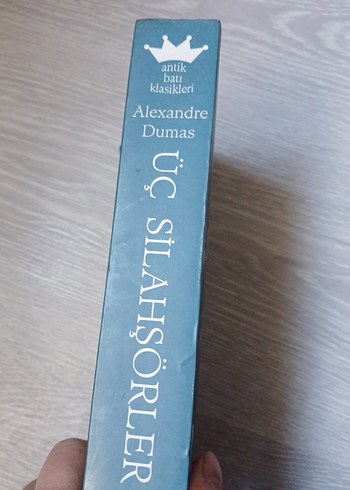 antik
batı
klasikleri
Alexandre
Dumas
ÜÇ SİLAHŞÖRLER